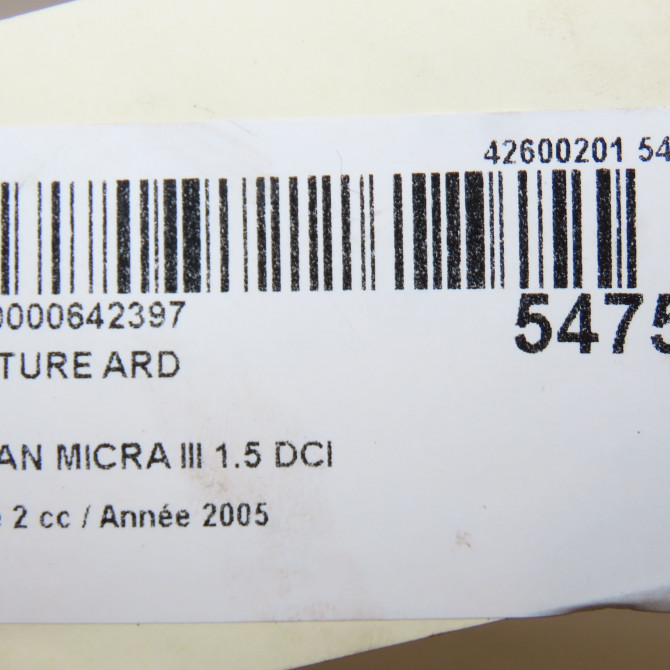 42600201 54
0000642397
5475
TURE ARD
AN MICRA III 1.5 DCI
2 cc / Année 2005